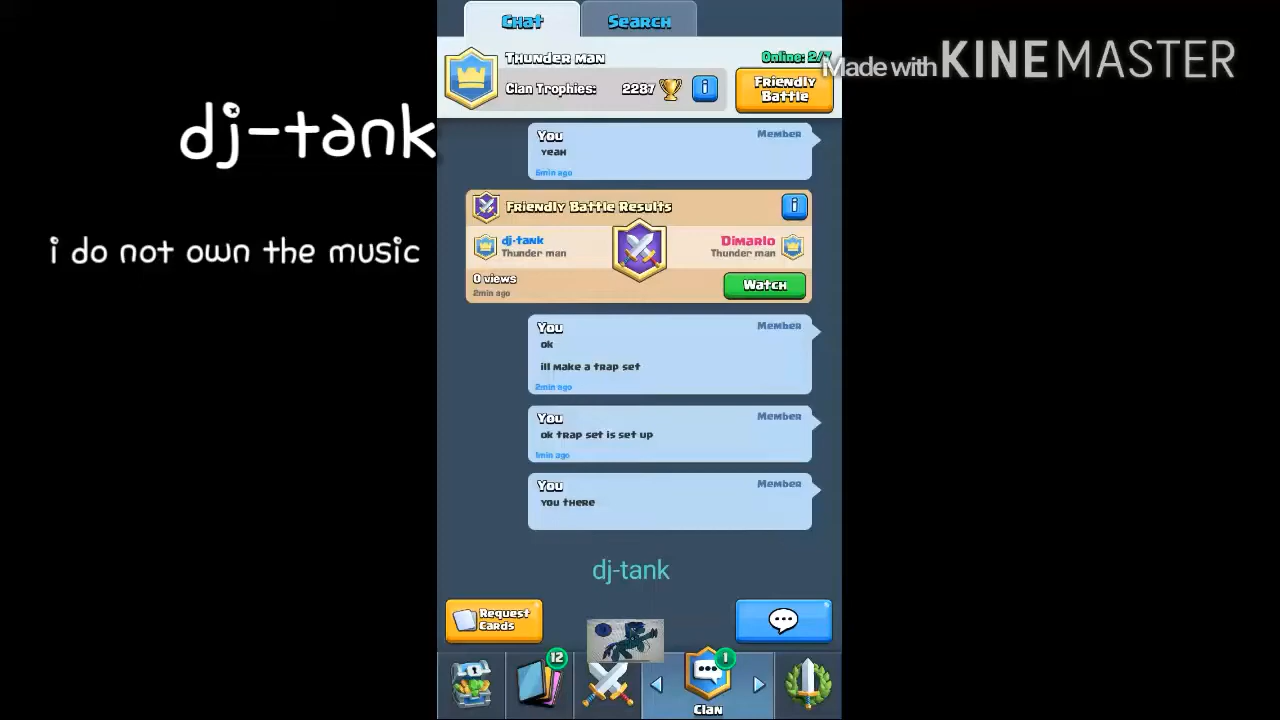 Chat
Search
Thunder man
Online: 2/7
Made with KINEMASTER
Clan Trophies: 2287
Friendly Battle
dj-tank
i do not own the music
You
Member
yeah
5min ago
Friendly Battle Results
dj-tank
Thunder man
Dimario
Thunder man
0 views
2min ago
Watch
You
Member
ok
ill make a trap set
2min ago
You
Member
ok trap set is set up
1min ago
You
Member
you there
dj-tank
Request Cards
12
1
Clan